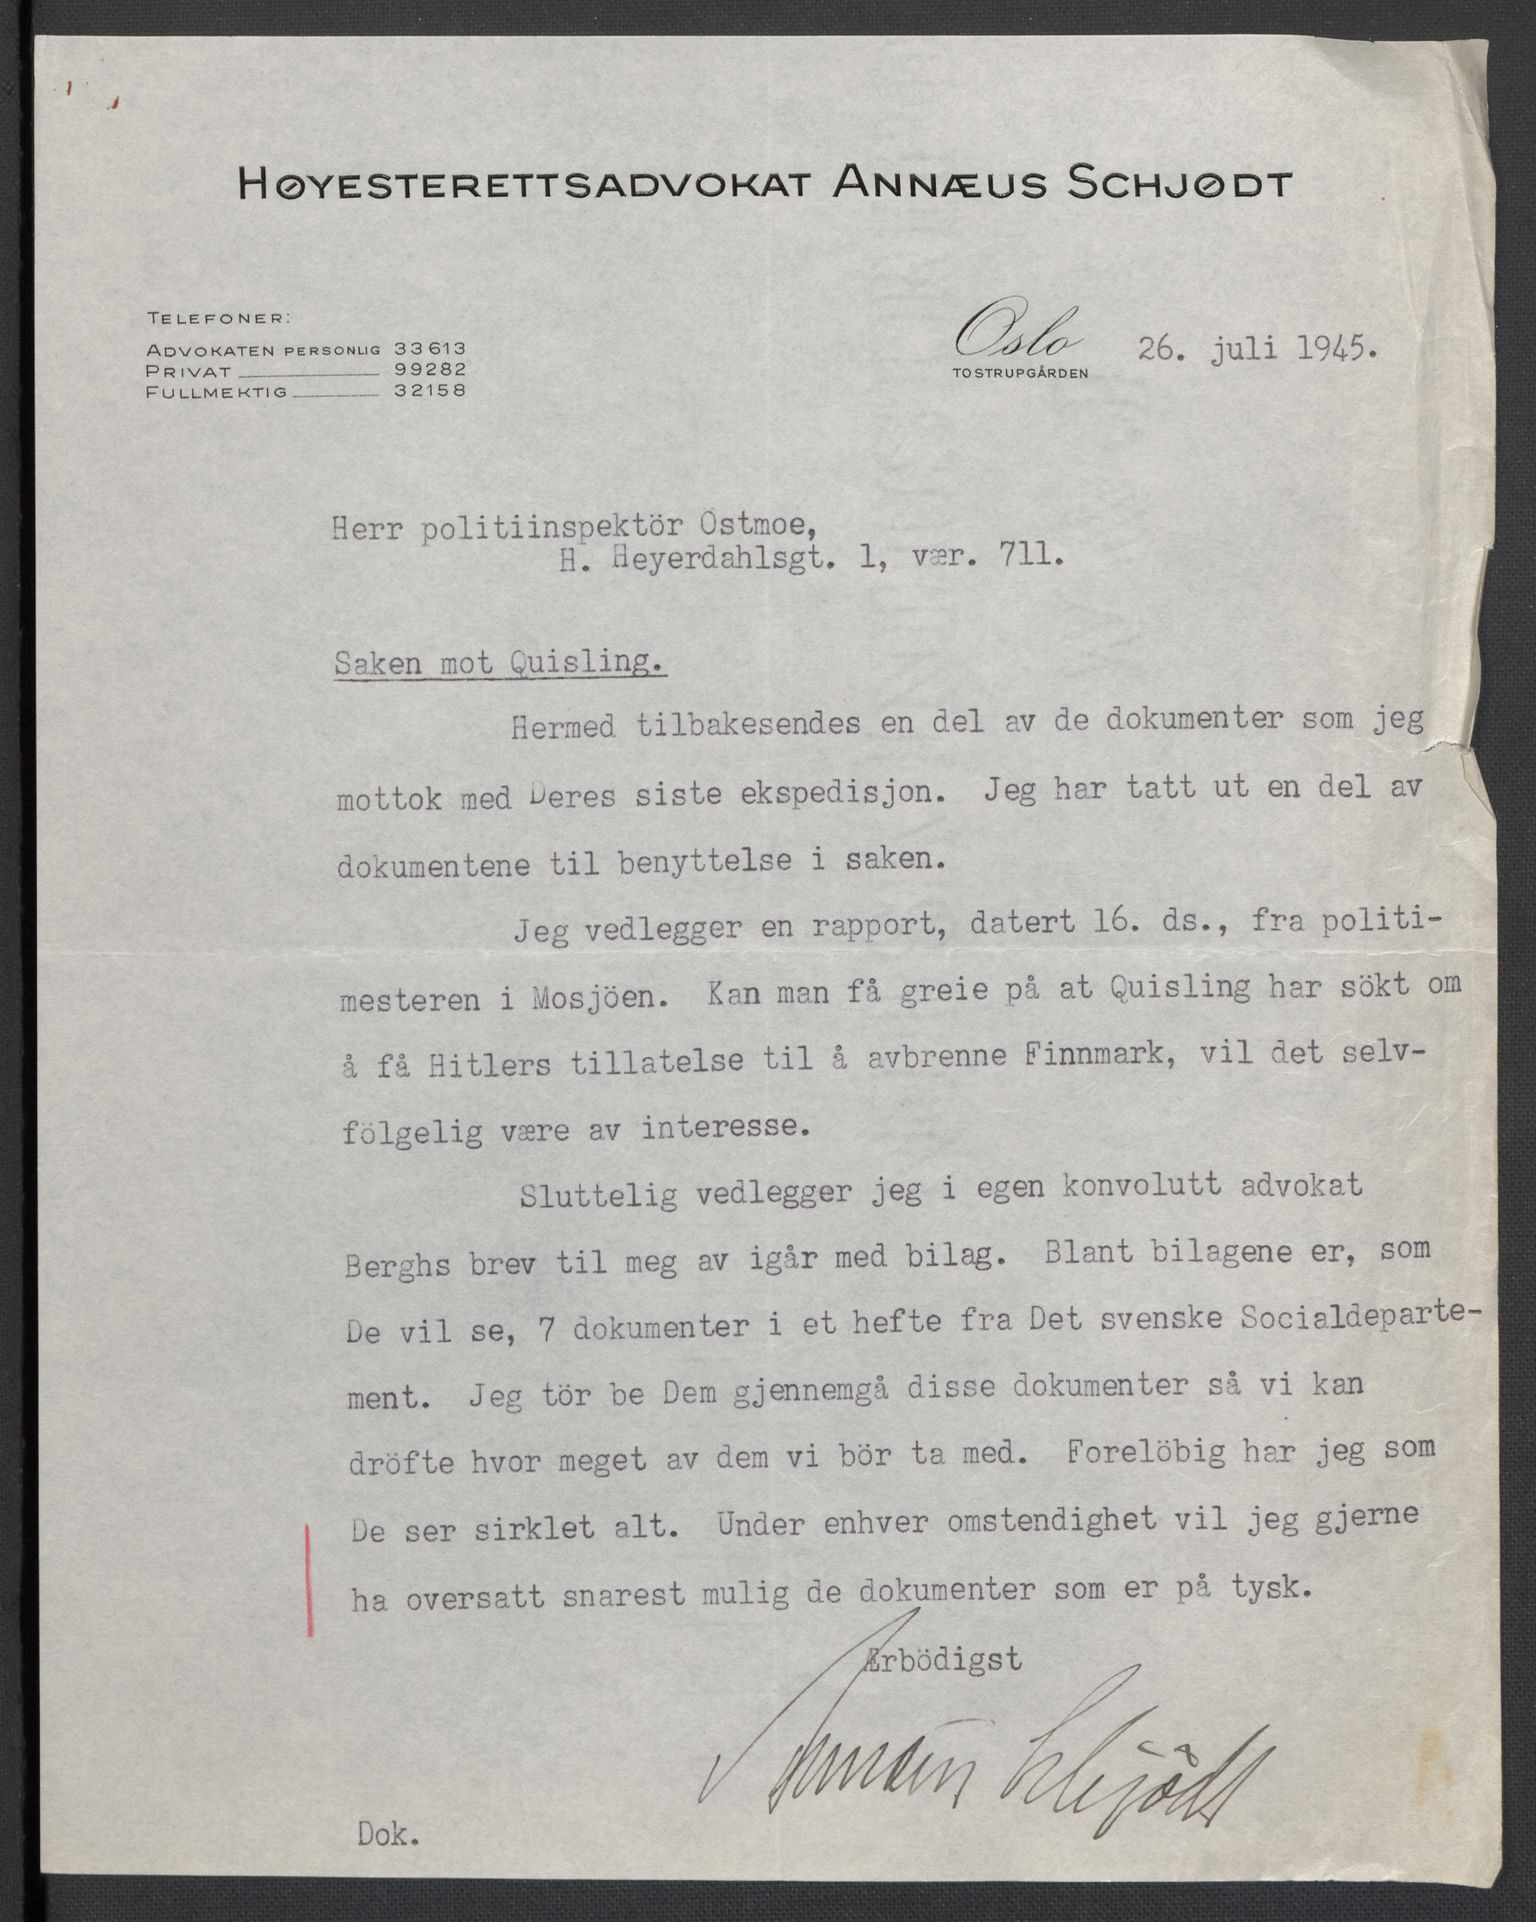 HØYESTERETTSADVOKAT ANNÆUS SCHJØDT
TELEFONER:
ADVOKATEN PERSONLIG 33613
PRIVAT 99282
FULLMEKTIG 32158
Oslo 26. juli 1945.
TOSTRUPGÅRDEN
Herr politiinspektör Östmoe,
H. Heyerdahlsgt. 1, vær. 711.
Saken mot Quisling.
Hermed tilbakesendes en del av de dokumenter som jeg
mottok med Deres siste ekspedisjon. Jeg har tatt ut en del av
dokumentene til benyttelse i saken.
Jeg vedlegger en rapport, datert 16. ds., fra politi-
mesteren i Mosjöen. Kan man få greie på at Quisling har sökt om
å få Hitlers tillatelse til å avbrenne Finnmark, vil det selv-
fölgelig være av interesse.
Sluttelig vedlegger jeg i egen konvolutt advokat
Berghs brev til meg av igår med bilag. Blant bilagene er, som
De vil se, 7 dokumenter i et hefte fra Det svenske Socialdeparte-
ment. Jeg tör be Dem gjennemgå disse dokumenter så vi kan
dröfte hvor meget av dem vi bör ta med. Forelöbig har jeg som
De ser sirklet alt. Under enhver omstendighet vil jeg gjerne
ha oversatt snarest mulig de dokumenter som er på tysk.
Ærbödigst
Annæus Schjödt
Dok.